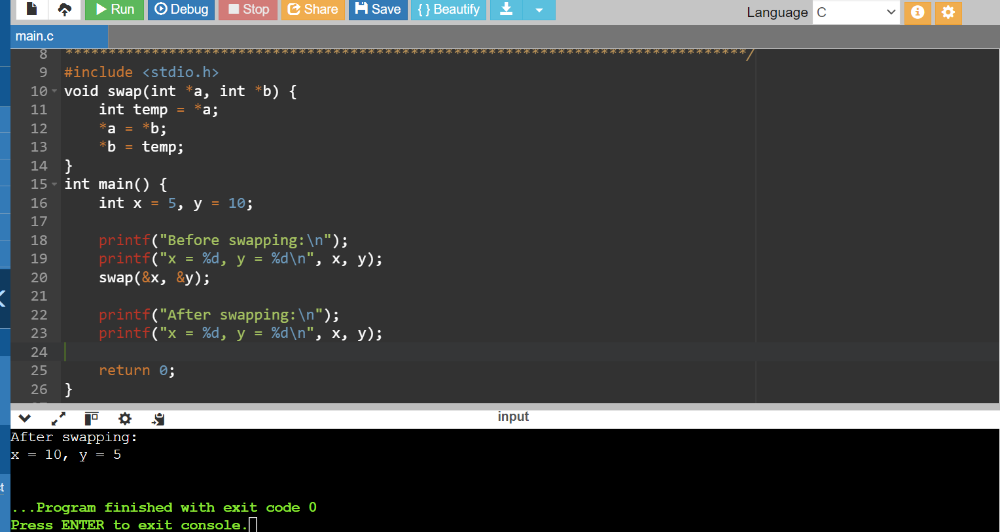 Run Debug Stop Share Save { } Beautify Language C
main.c
8 ********************************************************************************/
9 #include <stdio.h>
10 void swap(int *a, int *b) {
11     int temp = *a;
12     *a = *b;
13     *b = temp;
14 }
15 int main() {
16     int x = 5, y = 10;
17
18     printf("Before swapping:\n");
19     printf("x = %d, y = %d\n", x, y);
20     swap(&x, &y);
21
22     printf("After swapping:\n");
23     printf("x = %d, y = %d\n", x, y);
24
25     return 0;
26 }
input
After swapping:
x = 10, y = 5
...Program finished with exit code 0
Press ENTER to exit console.